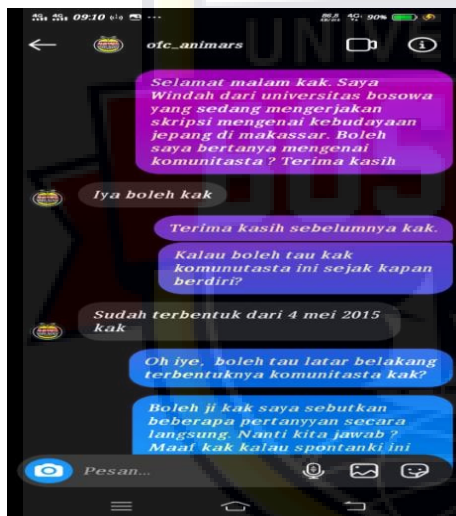 09:10
90%
ofc_animars
Selamat malam kak. Saya
Windah dari universitas bosowa
yang sedang mengerjakan
skripsi mengenai kebudayaan
jepang di makassar. Boleh
saya bertanya mengenai
komunitasta ? Terima kasih
Iya boleh kak
Terima kasih sebelumnya kak.
Kalau boleh tau kak
komunutasta ini sejak kapan
berdiri?
Sudah terbentuk dari 4 mei 2015
kak
Oh iye, boleh tau latar belakang
terbentuknya komunitasta kak?
Boleh ji kak saya sebutkan
beberapa pertanyyan secara
langsung. Nanti kita jawab ?
Maaf kak kalau spontanki ini
Pesan...